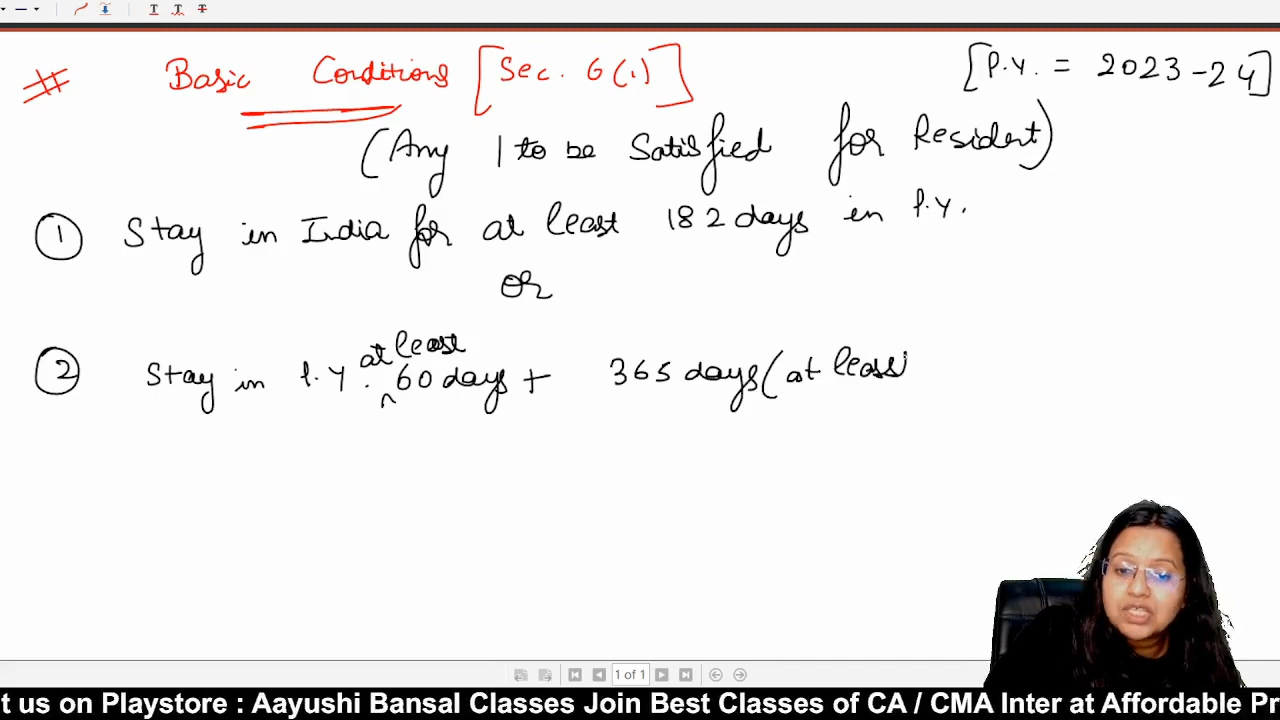 # Basic Conditions [Sec. 6(1)] [P.Y. = 2023-24]
(Any 1 to be Satisfied for Resident)
① Stay in India for at least 182 days in P.Y.
or
at least
② Stay in P.Y. ^ 60 days + 365 days (at least
1 of 1
t us on Playstore : Aayushi Bansal Classes Join Best Classes of CA / CMA Inter at Affordable Pr